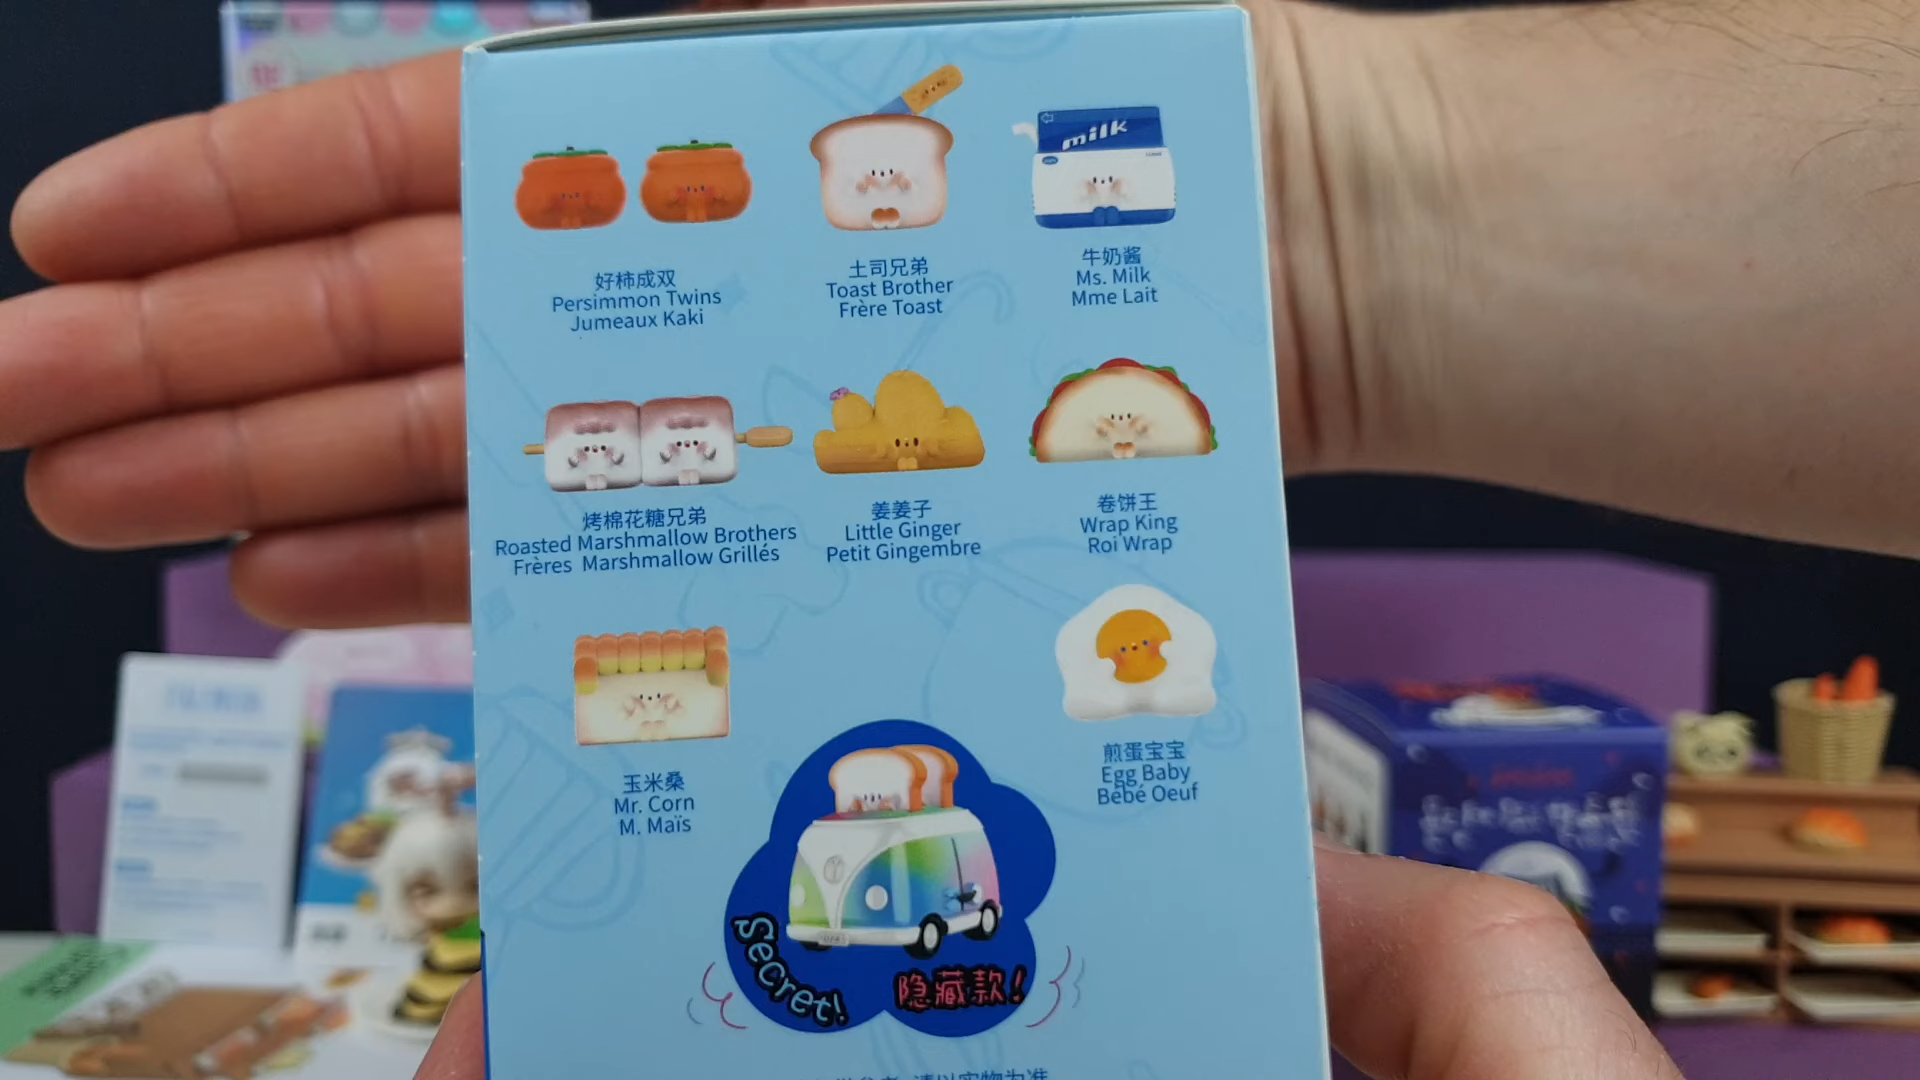 milk
好柿成双
Persimmon Twins
Jumeaux Kaki
土司兄弟
Toast Brother
Frère Toast
牛奶酱
Ms. Milk
Mme Lait
烤棉花糖兄弟
Roasted Marshmallow Brothers
Frères Marshmallow Grillés
姜姜子
Little Ginger
Petit Gingembre
卷饼王
Wrap King
Roi Wrap
玉米桑
Mr. Corn
M. Maïs
煎蛋宝宝
Egg Baby
Bébé Oeuf
Secret!
隐藏款!